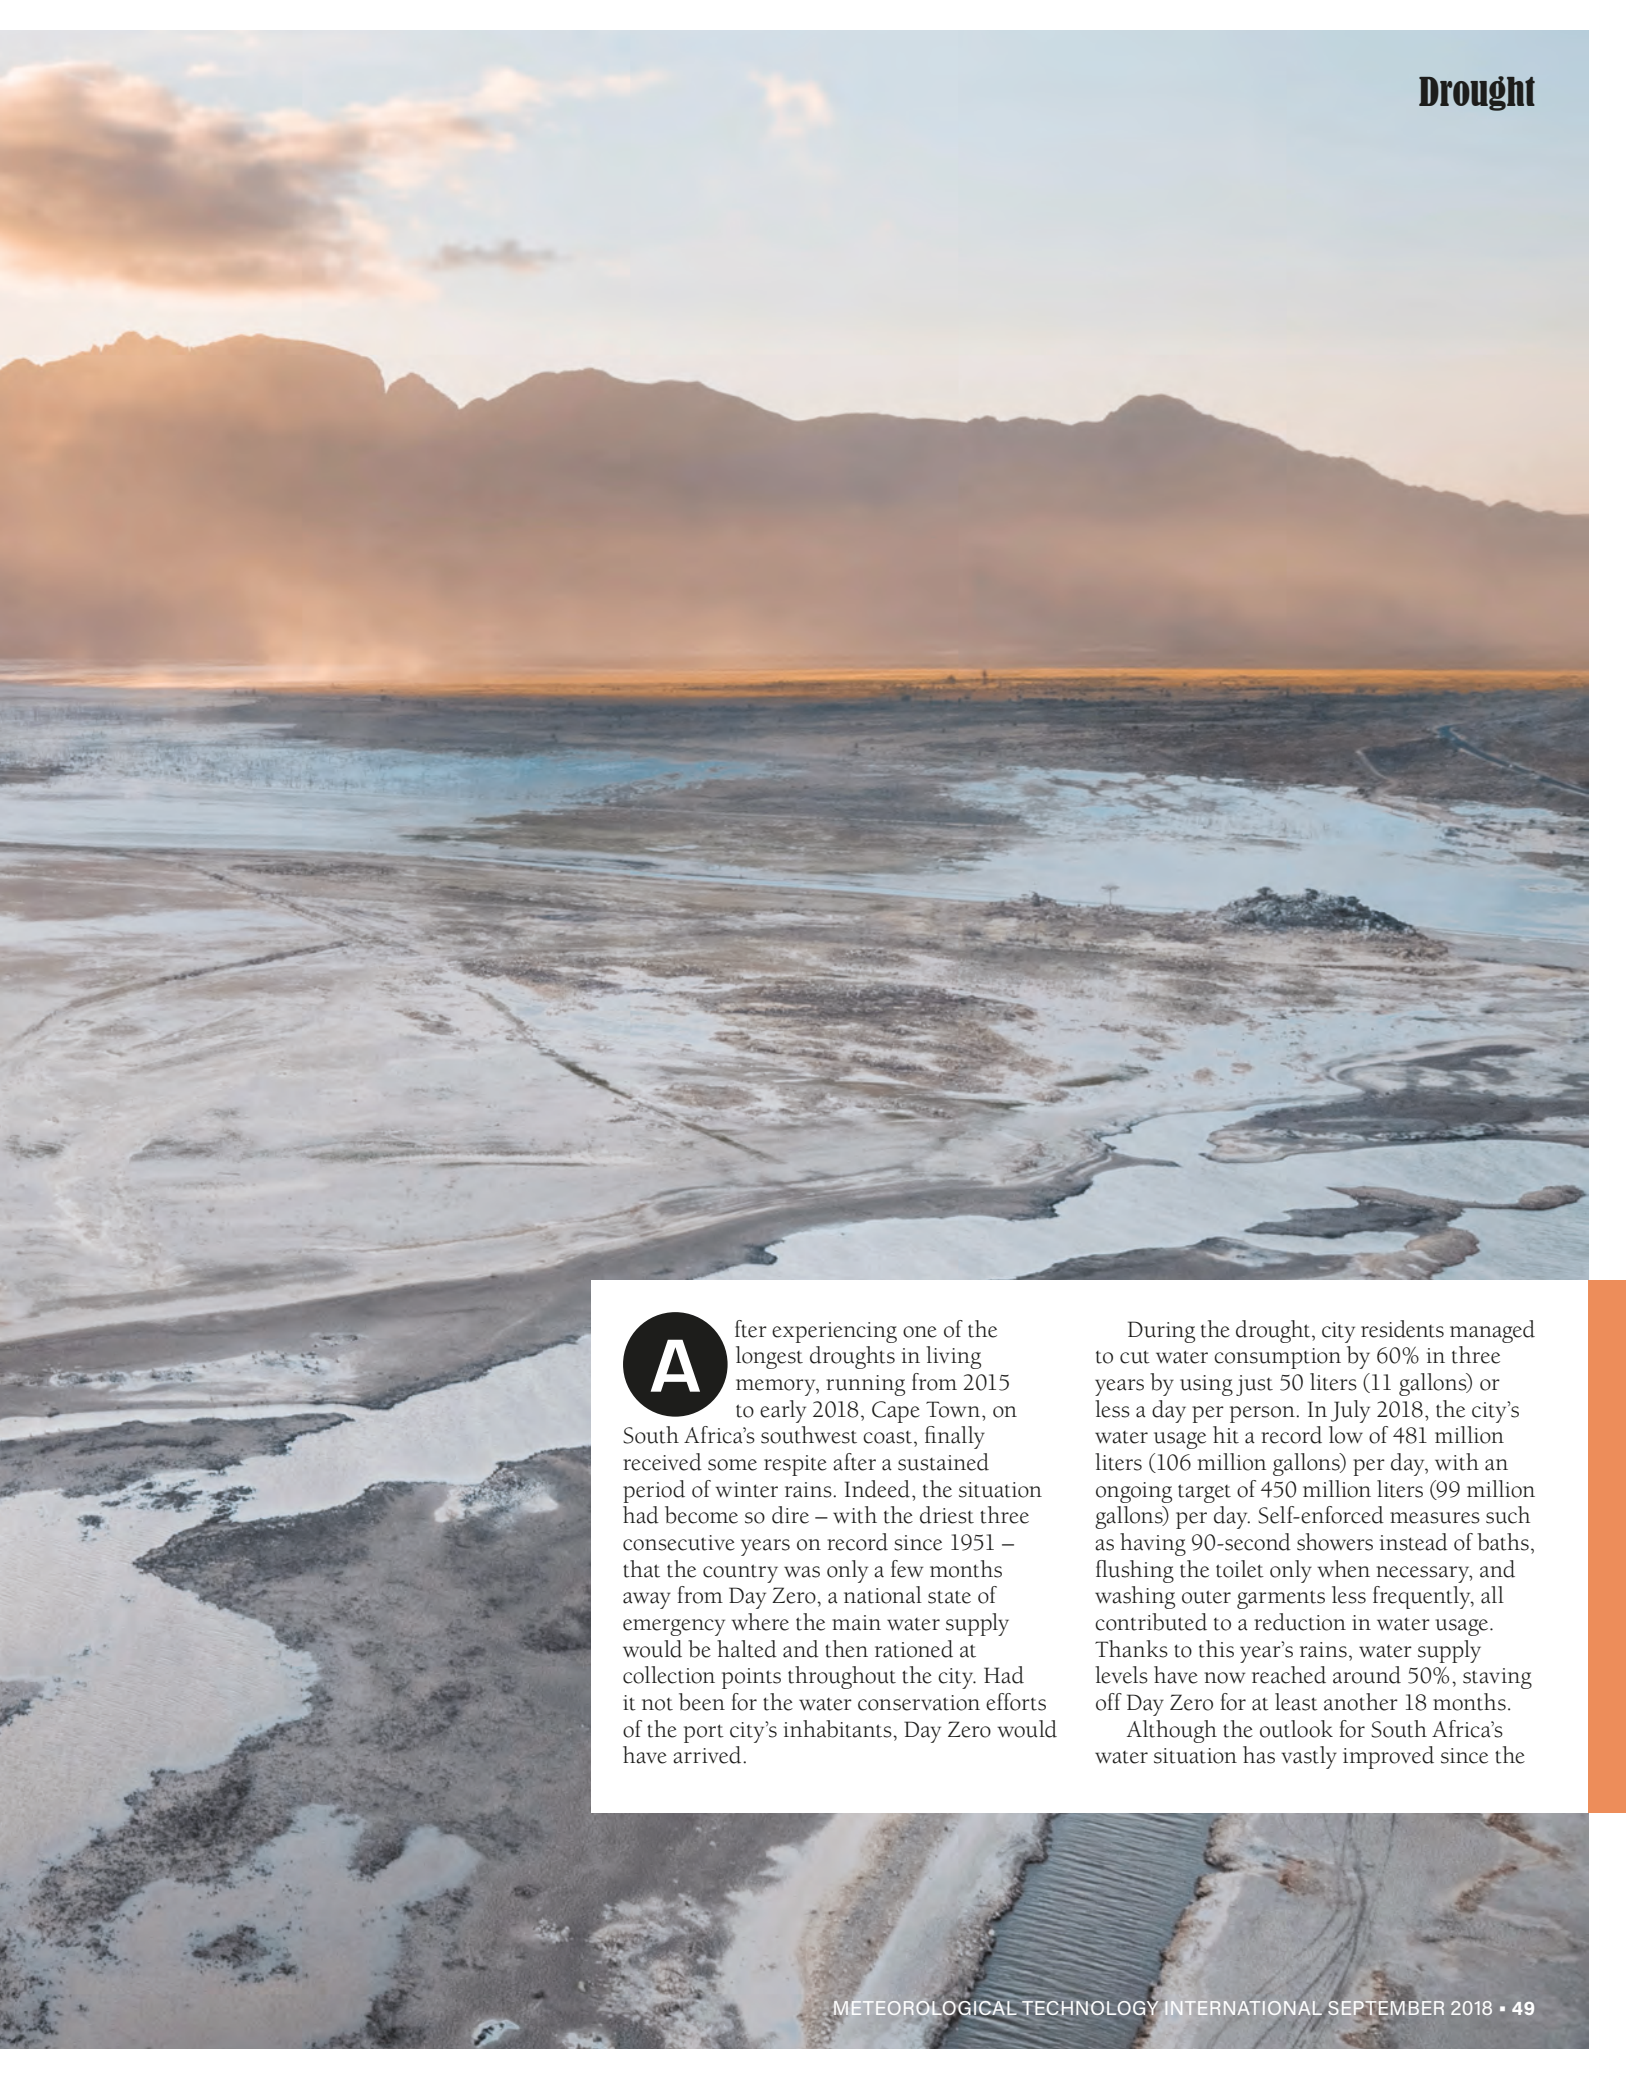 Drought
After experiencing one of the
longest droughts in living
memory, running from 2015
to early 2018, Cape Town, on
South Africa’s southwest coast, finally
received some respite after a sustained
period of winter rains. Indeed, the situation
had become so dire – with the driest three
consecutive years on record since 1951 –
that the country was only a few months
away from Day Zero, a national state of
emergency where the main water supply
would be halted and then rationed at
collection points throughout the city. Had
it not been for the water conservation efforts
of the port city’s inhabitants, Day Zero would
have arrived.
During the drought, city residents managed
to cut water consumption by 60% in three
years by using just 50 liters (11 gallons) or
less a day per person. In July 2018, the city’s
water usage hit a record low of 481 million
liters (106 million gallons) per day, with an
ongoing target of 450 million liters (99 million
gallons) per day. Self-enforced measures such
as having 90-second showers instead of baths,
flushing the toilet only when necessary, and
washing outer garments less frequently, all
contributed to a reduction in water usage.
Thanks to this year’s rains, water supply
levels have now reached around 50%, staving
off Day Zero for at least another 18 months.
Although the outlook for South Africa’s
water situation has vastly improved since the
METEOROLOGICAL TECHNOLOGY INTERNATIONAL SEPTEMBER 2018 ▪ 49